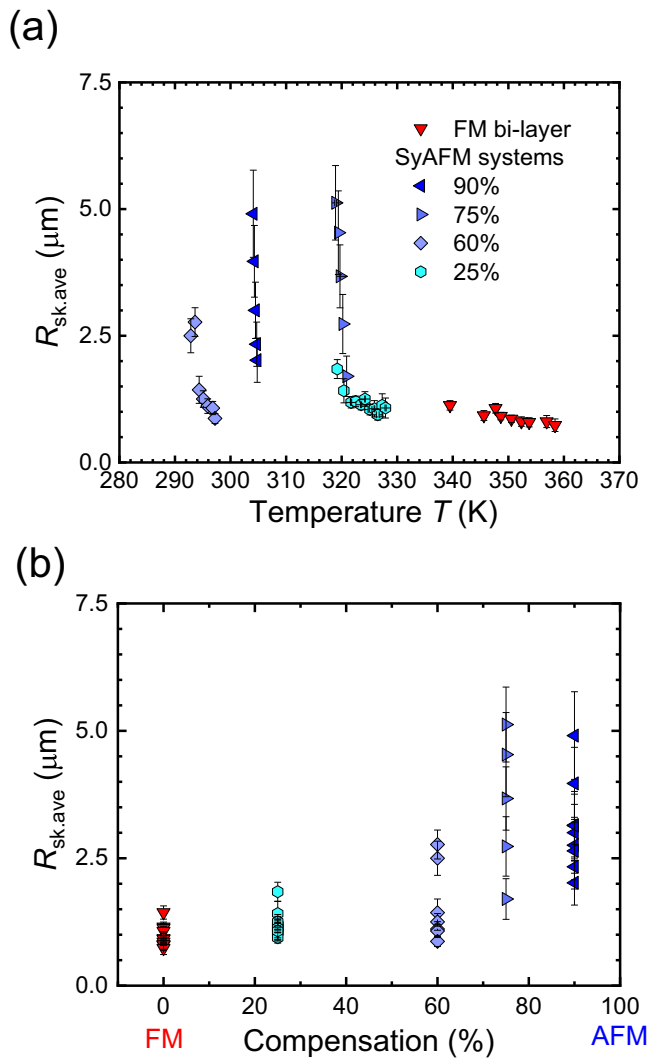 (a)
7.5
5.0
2.5
0.0
R_sk.ave (μm)
FM bi-layer
SyAFM systems
90%
75%
60%
25%
280 290 300 310 320 330 340 350 360 370
Temperature T (K)
(b)
7.5
5.0
2.5
0.0
R_sk.ave (μm)
0 20 40 60 80 100
FM Compensation (%) AFM